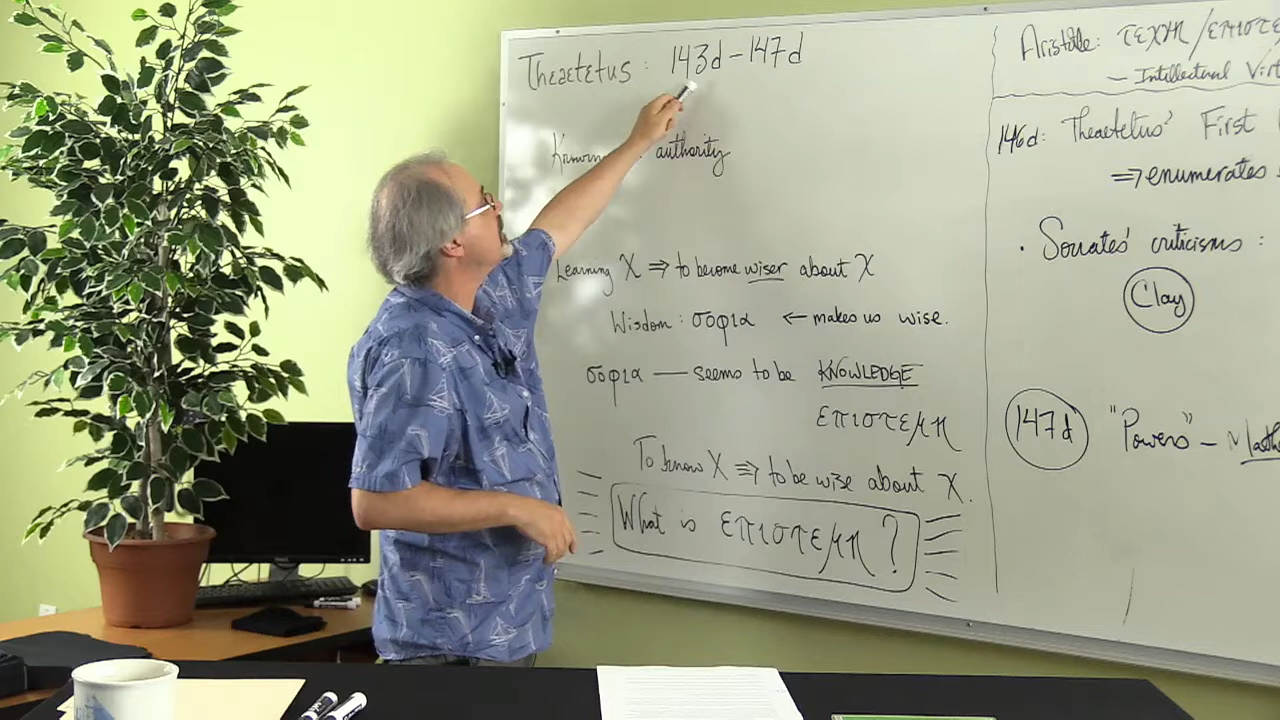 Theaetetus : 143d - 147d
authority
Learning X ⇒ to become wiser about X
Wisdom : σοφια ← makes us wise.
σοφια — seems to be KNOWLEDGE
επιστεμη
To know X ⇒ to be wise about X.
What is επιστεμη ?
Aristotle: τεχνη /
— Intellectual
146d: Theaetetus' First
⇒ enumerates
· Socrates' criticisms :
Clay
147d "Powers" –